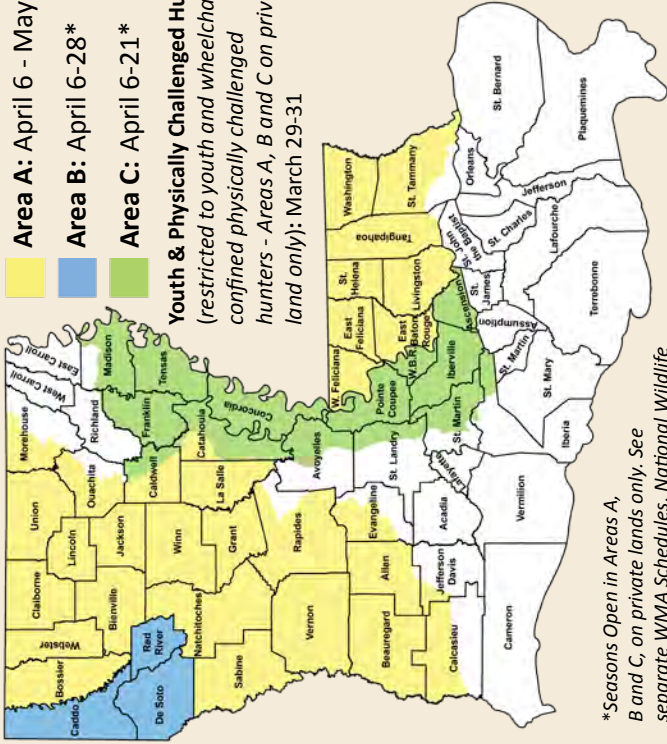 Area A: April 6 - May
Area B: April 6-28*
Area C: April 6-21*
Youth & Physically Challenged Hu
(restricted to youth and wheelcha
confined physically challenged
hunters - Areas A, B and C on priv
land only): March 29-31
Caddo
Bossier
Webster
Claiborne
Union
Morehouse
West Carroll
East Carroll
Lincoln
Ouachita
Richland
Madison
Bienville
Jackson
Red
River
De Soto
Caldwell
Franklin
Tensas
Winn
Natchitoches
Sabine
Grant
La Salle
Catahoula
Concordia
Vernon
Rapides
Avoyelles
Beauregard
Allen
Evangeline
St. Landry
Pointe
Coupee
W. Feliciana
East
Feliciana
St.
Helena
Washington
Tangipahoa
St. Tammany
Livingston
East
Baton
Rouge
W.B.R.
Calcasieu
Jefferson
Davis
Acadia
Lafayette
St. Martin
Iberville
Ascension
St.
James
St. John
the Baptist
St. Charles
Orleans
St. Bernard
Cameron
Vermilion
Iberia
St. Martin
St. Mary
Assumption
Terrebonne
Lafourche
Jefferson
Plaquemines
*Seasons Open in Areas A,
B and C, on private lands only. See
separate WMA Schedules, National Wildlife